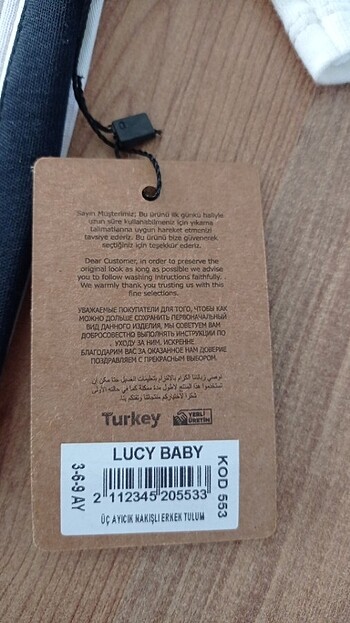 Sayın Müşterimiz; Bu ürünü ilk günkü haliyle
uzun süre kullanabilmeniz için yıkama
talimatlarına uygun hareket etmenizi
tavsiye ederiz. Bu ürünü bize güvenerek
seçtiğiniz için teşekkür ederiz.
Dear Customer, in order to preserve the
original look as long as possible we advise
you to follow washing intructions faithfully.
We warmly thank you trusting us with this
fine selections.
УВАЖАЕМЫЕ ПОКУПАТЕЛИ ДЛЯ ТОГО, ЧТОБЫ КАК
МОЖНО ДОЛЬШЕ СОХРАНИТЬ ПЕРВОНАЧАЛЬНЫЙ
ВИД ДАННОГО ИЗДЕЛИЯ, МЫ СОВЕТУЕМ ВАМ
ДОБРОСОВЕСТНО ВЫПОЛНЯТЬ ИНСТРУКЦИИ ПО
УХОДУ ЗА НИМ. ИСКРЕННЕ
БЛАГОДАРИМ ВАС ЗА ОКАЗАННОЕ НАМ ДОВЕРИЕ
ПОЗДРАВЛЯЕМ С ПРЕКРАСНЫМ ВЫБОРОМ.
Turkey
YERLİ
ÜRETİM
LUCY BABY
3-6-9 AY
KOD 553
2 112345 205533
ÜÇ AYICIK NAKIŞLI ERKEK TULUM